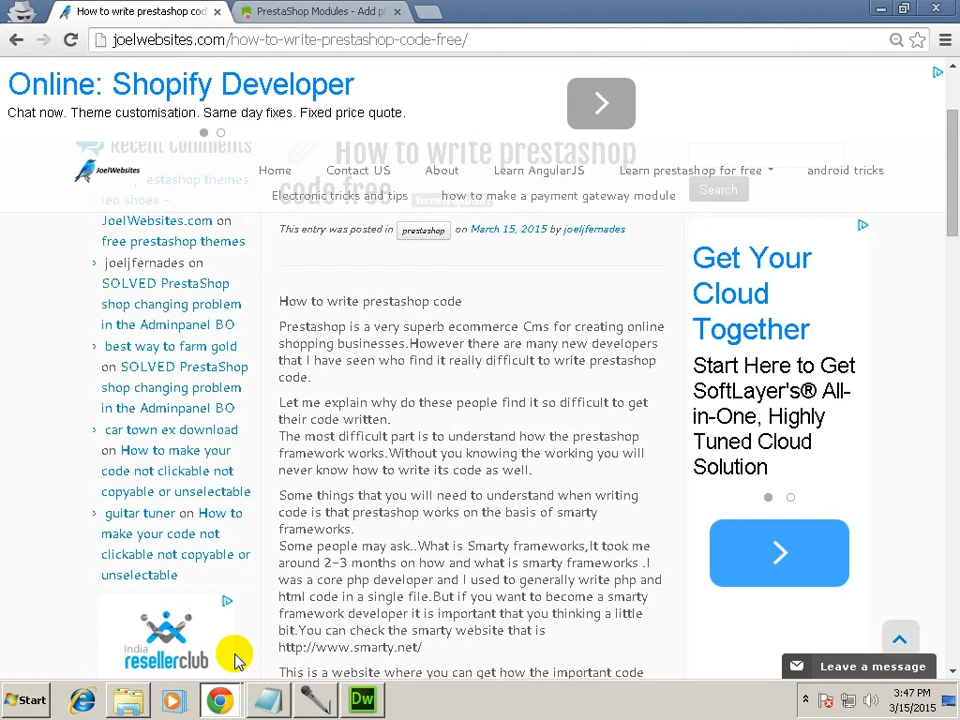 How to write prestashop cod
PrestaShop Modules - Add pl
joelwebsites.com/how-to-write-prestashop-code-free/
Online: Shopify Developer
Chat now. Theme customisation. Same day fixes. Fixed price quote.
JoelWebsites
Home
Contact US
About
Learn AngularJS
Learn prestashop for free
android tricks
Electronic tricks and tips
how to make a payment gateway module
Search
Recent Comments
prestashop themes
leo shoes –
JoelWebsites.com on
free prestashop themes
joeljfernades on
SOLVED PrestaShop
shop changing problem
in the Adminpanel BO
best way to farm gold
on SOLVED PrestaShop
shop changing problem
in the Adminpanel BO
car town ex download
on How to make your
code not clickable not
copyable or unselectable
guitar tuner on How to
make your code not
clickable not copyable or
unselectable
India
resellerclub
How to write prestashop
code free
This entry was posted in prestashop on March 15, 2015 by joeljfernades
How to write prestashop code
Prestashop is a very superb ecommerce Cms for creating online
shopping businesses.However there are many new developers
that I have seen who find it really difficult to write prestashop
code.
Let me explain why do these people find it so difficult to get
their code written.
The most difficult part is to understand how the prestashop
framework works.Without you knowing the working you will
never know how to write its code as well.
Some things that you will need to understand when writing
code is that prestashop works on the basis of smarty
frameworks.
Some people may ask..What is Smarty frameworks,It took me
around 2-3 months on how and what is smarty frameworks .I
was a core php developer and I used to generally write php and
html code in a single file.But if you want to become a smarty
framework developer it is important that you thinking a little
bit.You can check the smarty website that is
http://www.smarty.net/
This is a website where you can get how the important code
Get Your
Cloud
Together
Start Here to Get
SoftLayer's® All-
in-One, Highly
Tuned Cloud
Solution
Leave a message
Start
Dw
3:47 PM
3/15/2015